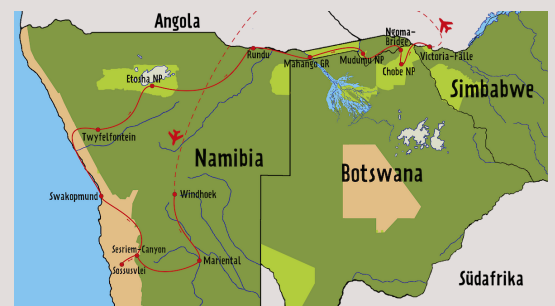 Angola
Ngoma-
Bridge
Rundu
Mahango GR
Mudumu NP
Victoria-Fälle
Chobe NP
Etosha NP
Simbabwe
Twyfelfontein
Namibia
Botswana
Swakopmund
Windhoek
Sesriem-Canyon
Mariental
Sossusvlei
Südafrika